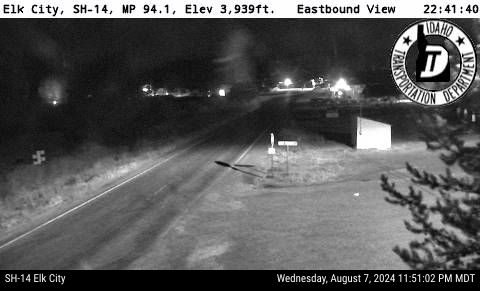 Elk City, SH-14, MP 94.1, Elev 3,939ft. Eastbound View 22:41:40
IDAHO
TRANSPORTATION DEPARTMENT
SH-14 Elk City Wednesday, August 7, 2024 11:51:02 PM MDT